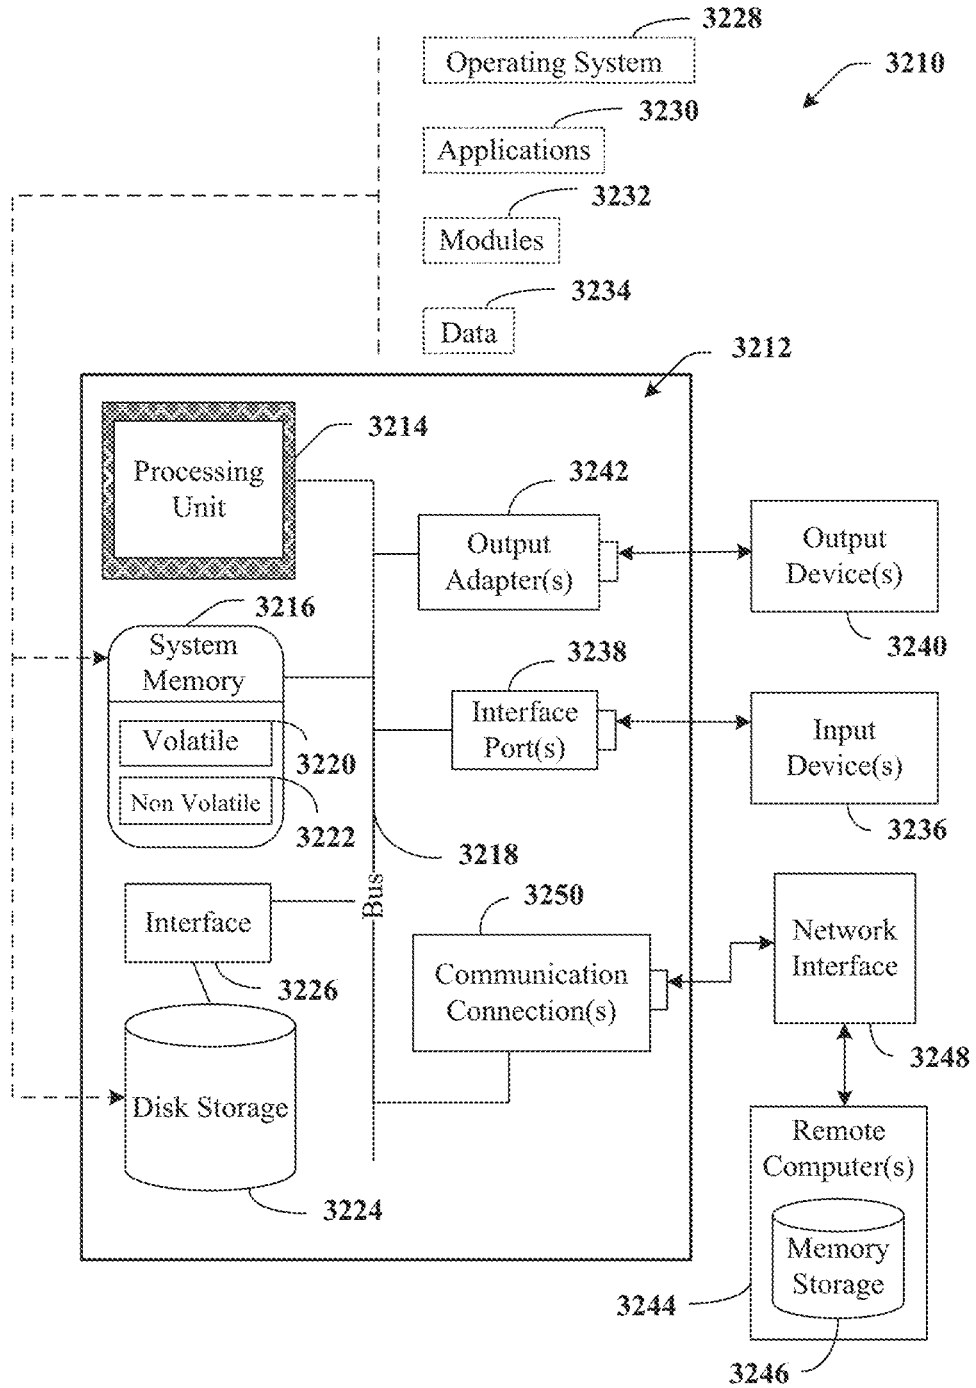 3228
Operating System
3210
3230
Applications
3232
Modules
3234
Data
3212
3214
Processing
Unit
3242
Output
Adapter(s)
Output
Device(s)
3240
3216
System
Memory
Volatile
3220
Non Volatile
3222
3238
Interface
Port(s)
Input
Device(s)
3236
3218
Bus
Interface
3226
3250
Communication
Connection(s)
Network
Interface
3248
Disk Storage
3224
Remote
Computer(s)
Memory
Storage
3244
3246